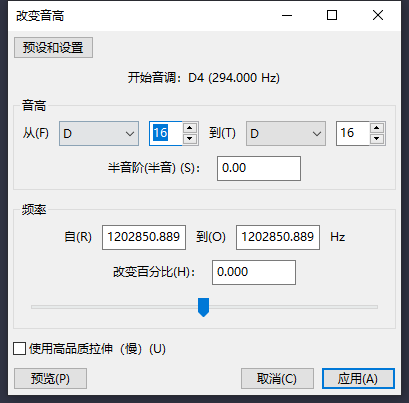 改变音高
预设和设置
开始音调：D4 (294.000 Hz)
音高
从(F) D 16 到(T) D 16
半音阶(半音) (S)： 0.00
频率
自(R) 1202850.889 到(O) 1202850.889 Hz
改变百分比(H)： 0.000
使用高品质拉伸（慢）(U)
预览(P) 取消(C) 应用(A)